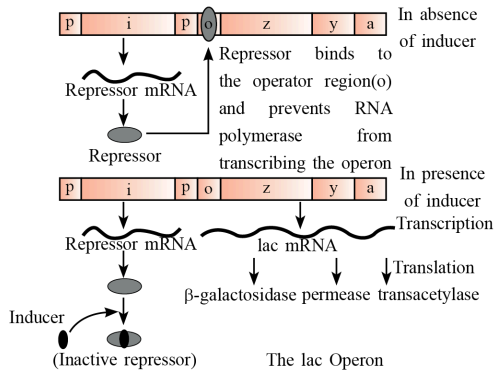 p i p o z y a
In absence
of inducer
Repressor mRNA
Repressor
Repressor binds to
the operator region(o)
and prevents RNA
polymerase from
transcribing the operon
p i p o z y a
In presence
of inducer
Transcription
Repressor mRNA
lac mRNA
Translation
β-galactosidase permease transacetylase
Inducer
(Inactive repressor)
The lac Operon